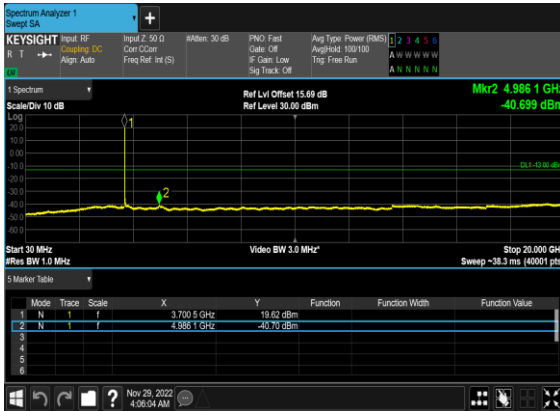 Spectrum Analyzer 1
Swept SA
+
KEYSIGHT
R T
Input: RF
Coupling: DC
Align: Auto
Input Z: 50 Ω
Corr CCorr
Freq Ref: Int (S)
#Atten: 30 dB
PNO: Fast
Gate: Off
IF Gain: Low
Sig Track: Off
Avg Type: Power (RMS)
Avg|Hold: 100/100
Trig: Free Run
1 2 3 4 5 6
A W W W W W
A N N N N N
1 Spectrum
Scale/Div 10 dB
Ref Lvl Offset 15.69 dB
Ref Level 30.00 dBm
Mkr2 4.986 1 GHz
-40.699 dBm
Log
20.0
10.0
0.00
-10.0
-20.0
-30.0
-40.0
-50.0
-60.0
1
2
DL1 -13.00 dBm
Start 30 MHz
#Res BW 1.0 MHz
Video BW 3.0 MHz*
Stop 20.000 GHz
Sweep ~38.3 ms (40001 pts)
5 Marker Table
Mode Trace Scale X Y Function Function Width Function Value
1 N 1 f 3.700 5 GHz 19.62 dBm
2 N 1 f 4.986 1 GHz -40.70 dBm
3
4
5
6
?
Nov 29, 2022
4:06:04 AM